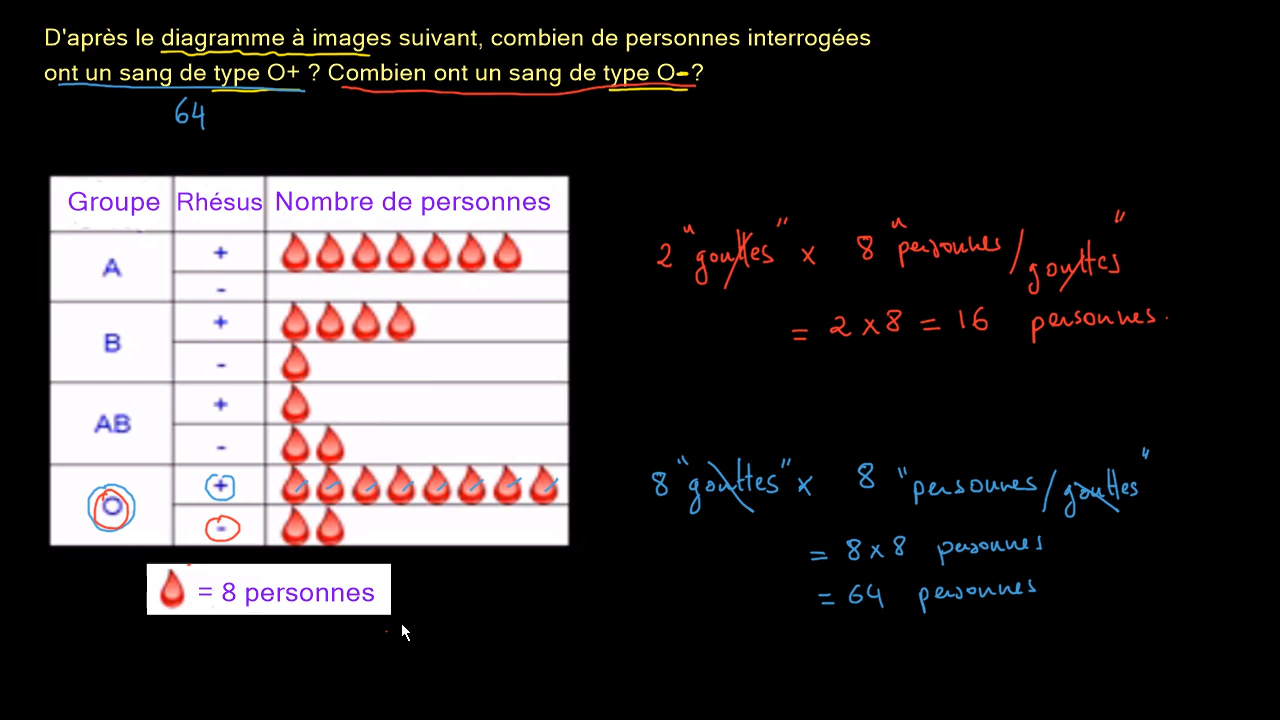 D'après le diagramme à images suivant, combien de personnes interrogées
ont un sang de type O+ ? Combien ont un sang de type O-?
64
Groupe Rhésus Nombre de personnes
A +
-
B +
-
AB +
-
O +
-
= 8 personnes
2 "gouttes" x 8 "personnes/gouttes"
= 2 x 8 = 16 personnes.
8 "gouttes" x 8 "personnes/gouttes"
= 8 x 8 personnes
= 64 personnes